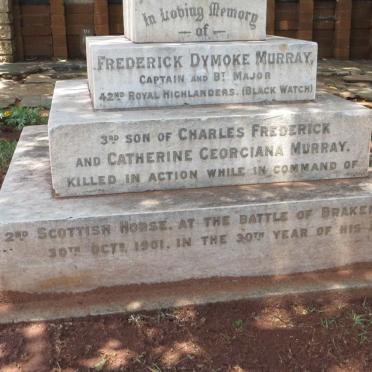 In Loving Memory
of
FREDERICK DYMOKE MURRAY,
CAPTAIN AND BT MAJOR
42ND ROYAL HIGHLANDERS. (BLACK WATCH)
3RD SON OF CHARLES FREDERICK
AND CATHERINE GEORGIANA MURRAY.
KILLED IN ACTION WHILE IN COMMAND OF
2ND SCOTTISH HORSE, AT THE BATTLE OF BRAKEN
30TH OCTR, 1901. IN THE 30TH YEAR OF HIS